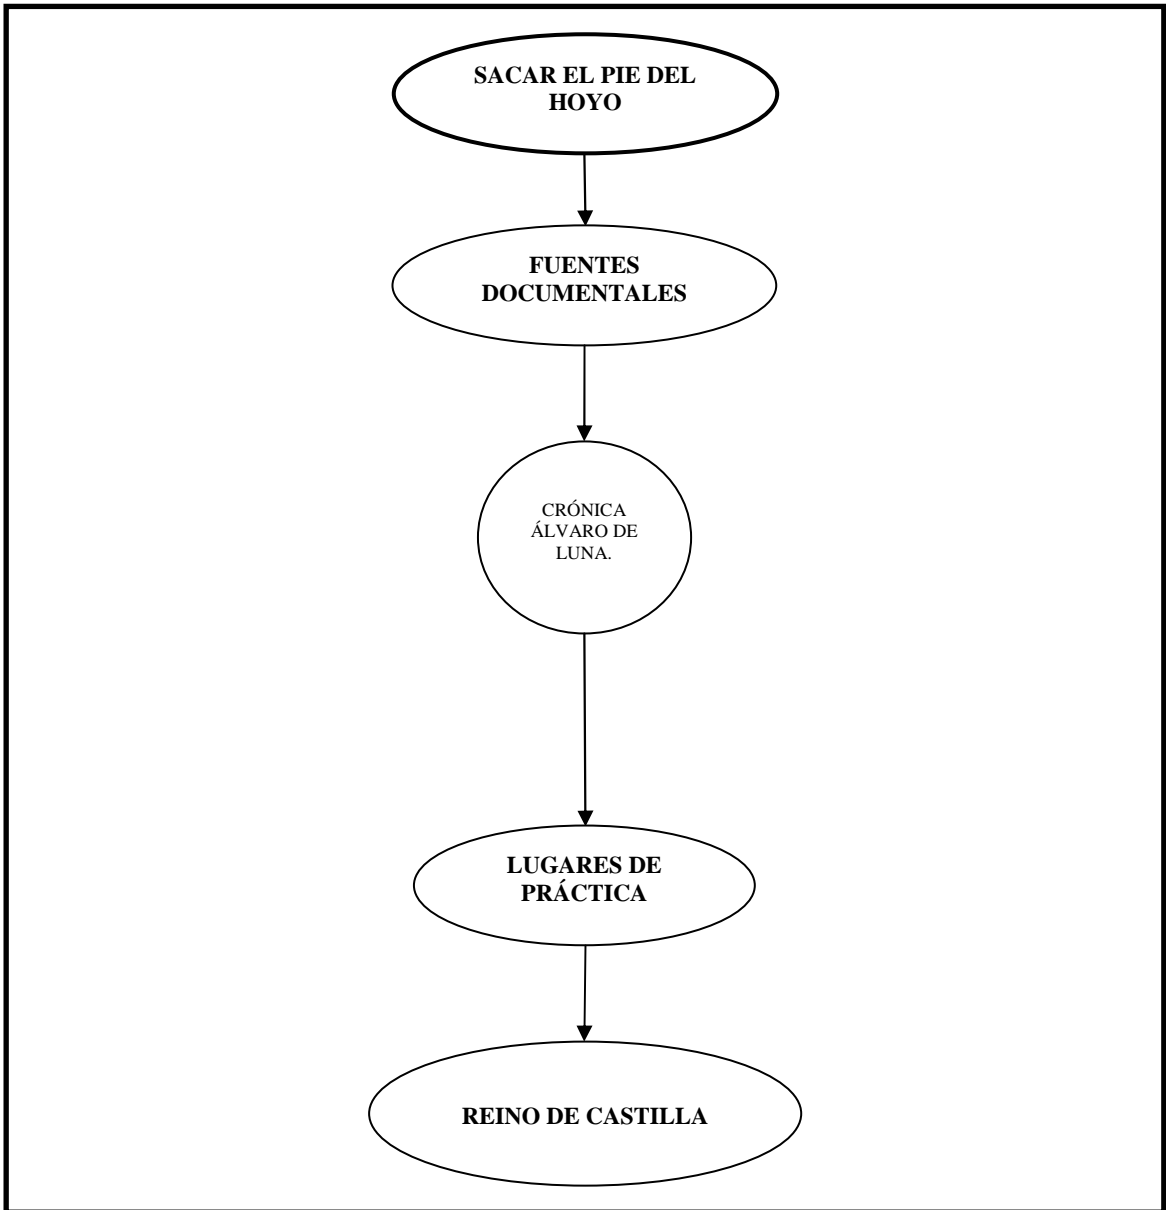 SACAR EL PIE DEL
HOYO
FUENTES
DOCUMENTALES
CRÓNICA
ÁLVARO DE
LUNA.
LUGARES DE
PRÁCTICA
REINO DE CASTILLA